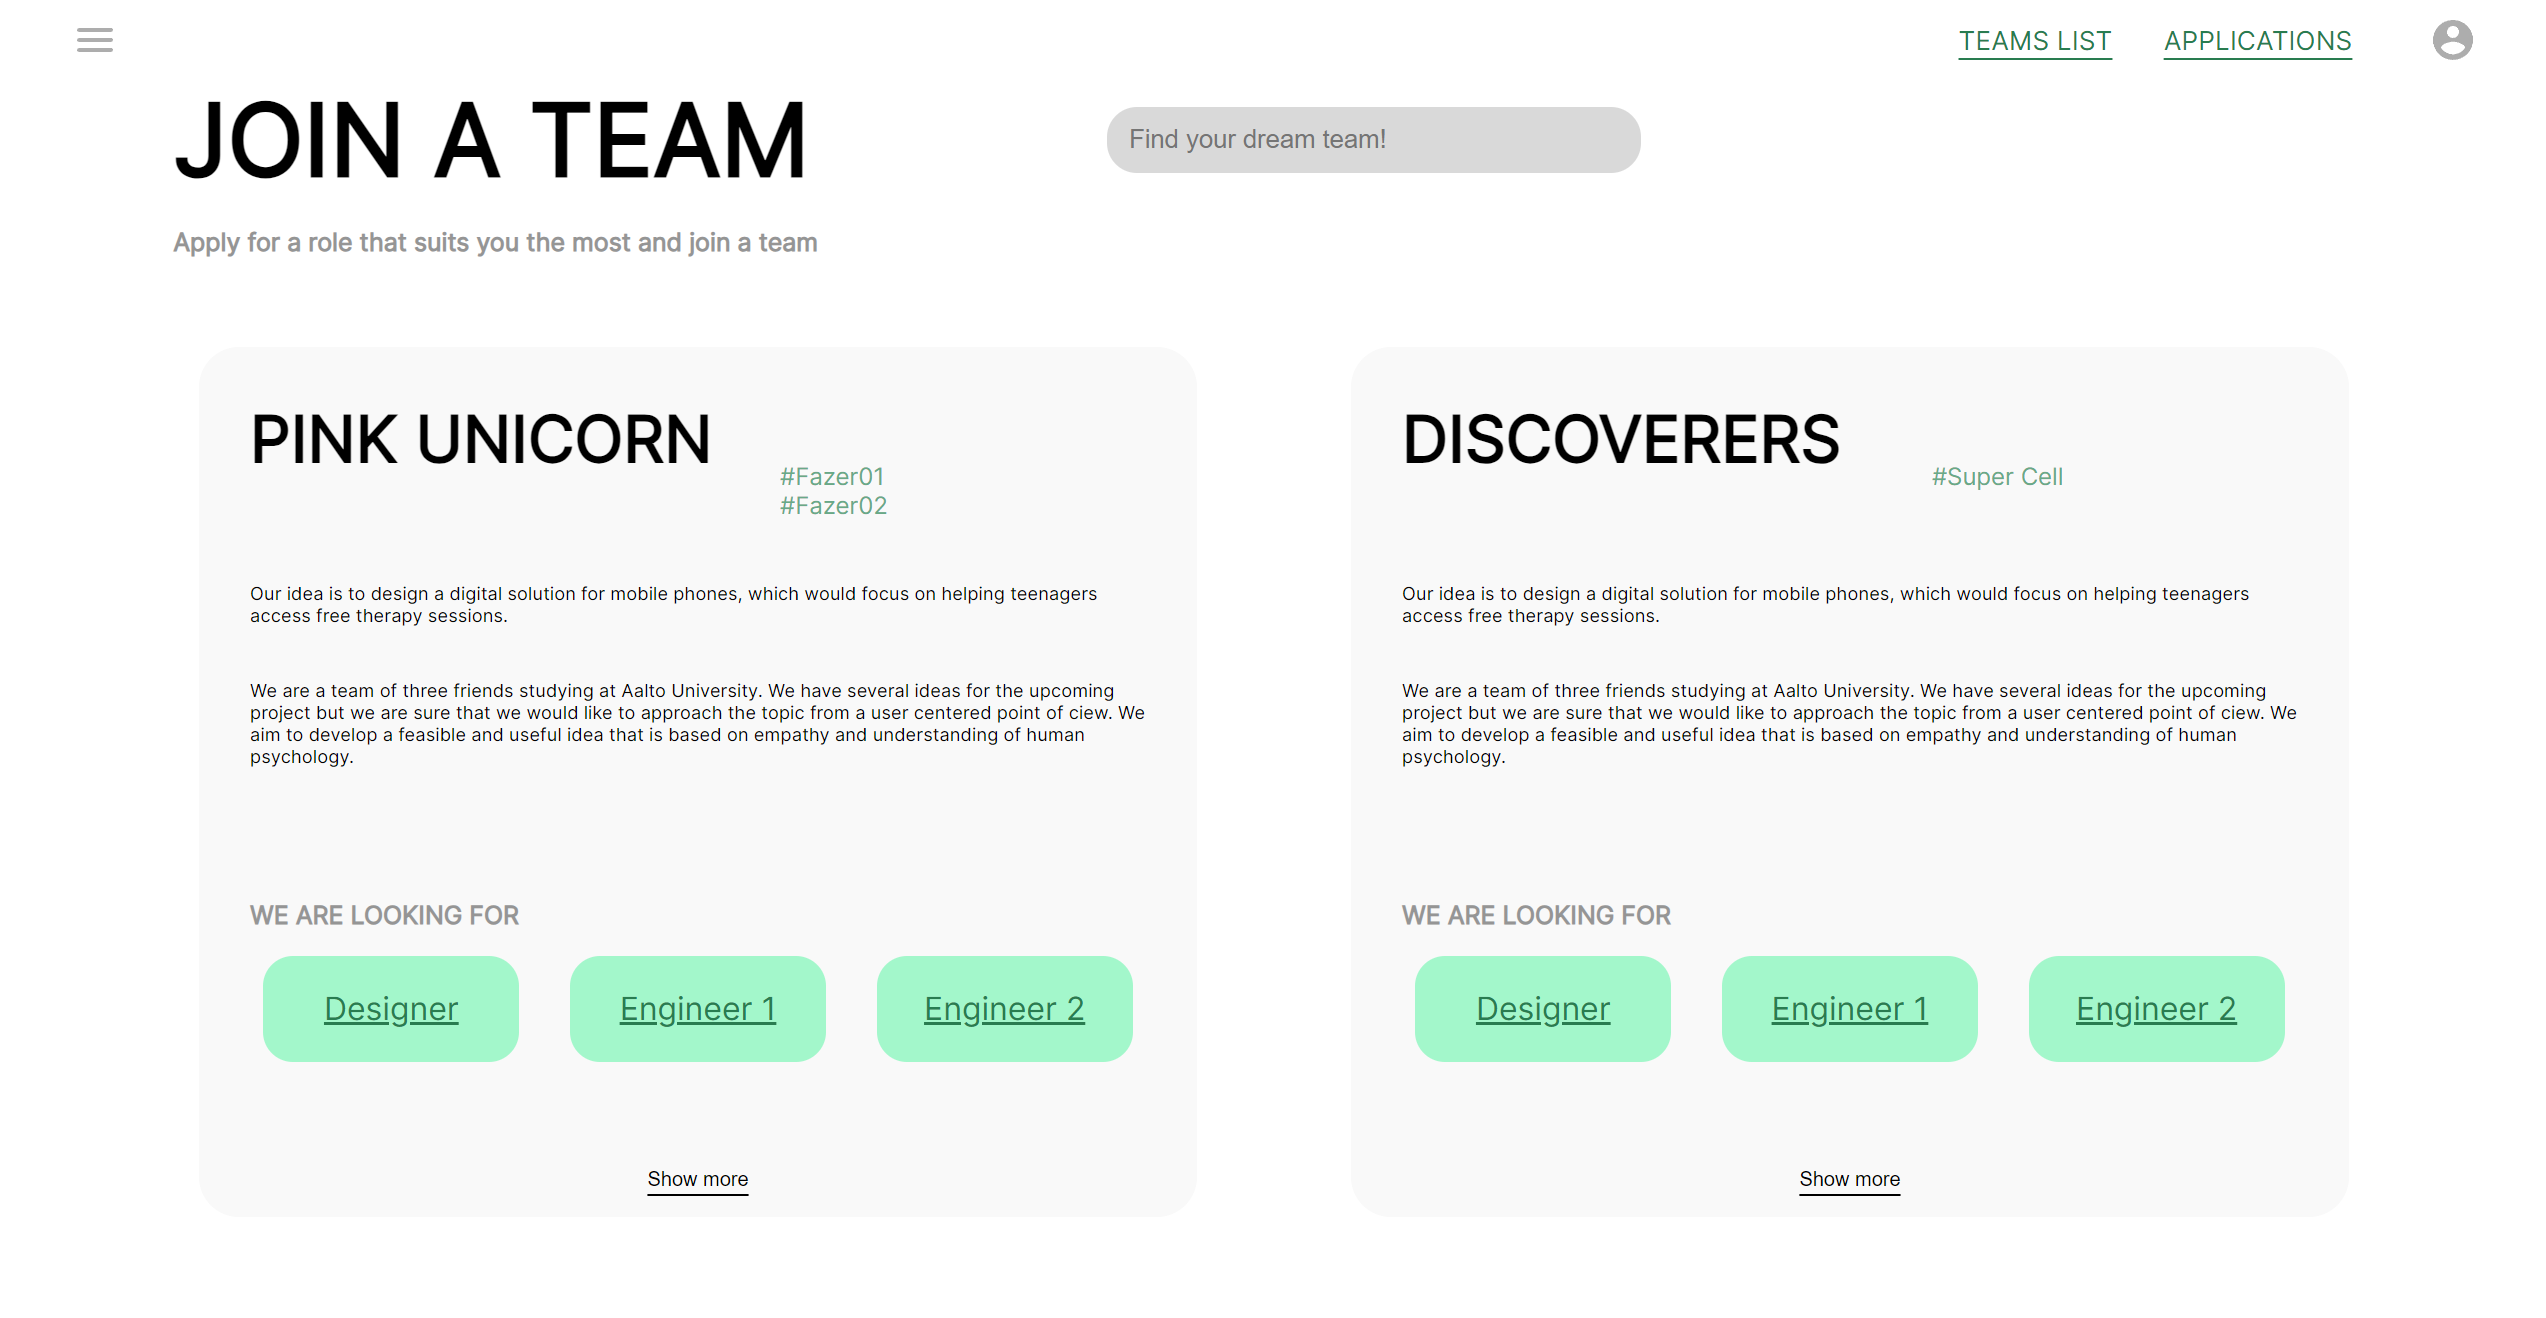 TEAMS LIST
APPLICATIONS
JOIN A TEAM
Find your dream team!
Apply for a role that suits you the most and join a team
PINK UNICORN
#Fazer01
#Fazer02
Our idea is to design a digital solution for mobile phones, which would focus on helping teenagers
access free therapy sessions.
We are a team of three friends studying at Aalto University. We have several ideas for the upcoming
project but we are sure that we would like to approach the topic from a user centered point of ciew. We
aim to develop a feasible and useful idea that is based on empathy and understanding of human
psychology.
WE ARE LOOKING FOR
Designer
Engineer 1
Engineer 2
Show more
DISCOVERERS
#Super Cell
Our idea is to design a digital solution for mobile phones, which would focus on helping teenagers
access free therapy sessions.
We are a team of three friends studying at Aalto University. We have several ideas for the upcoming
project but we are sure that we would like to approach the topic from a user centered point of ciew. We
aim to develop a feasible and useful idea that is based on empathy and understanding of human
psychology.
WE ARE LOOKING FOR
Designer
Engineer 1
Engineer 2
Show more